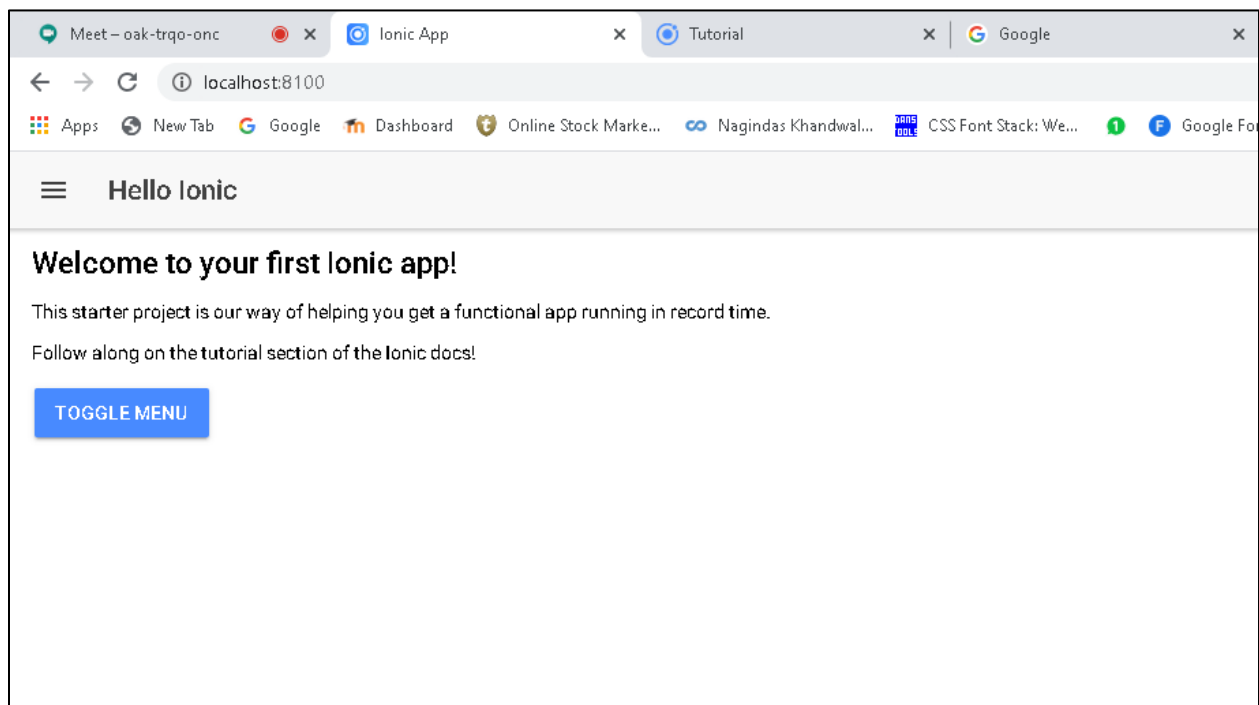 Meet – oak-trqo-onc
Ionic App
Tutorial
Google
localhost:8100
Apps
New Tab
Google
Dashboard
Online Stock Marke...
Nagindas Khandwal...
DANS TOOLS
CSS Font Stack: We...
1
F
Google Fo
Hello Ionic
Welcome to your first Ionic app!
This starter project is our way of helping you get a functional app running in record time.
Follow along on the tutorial section of the Ionic docs!
TOGGLE MENU